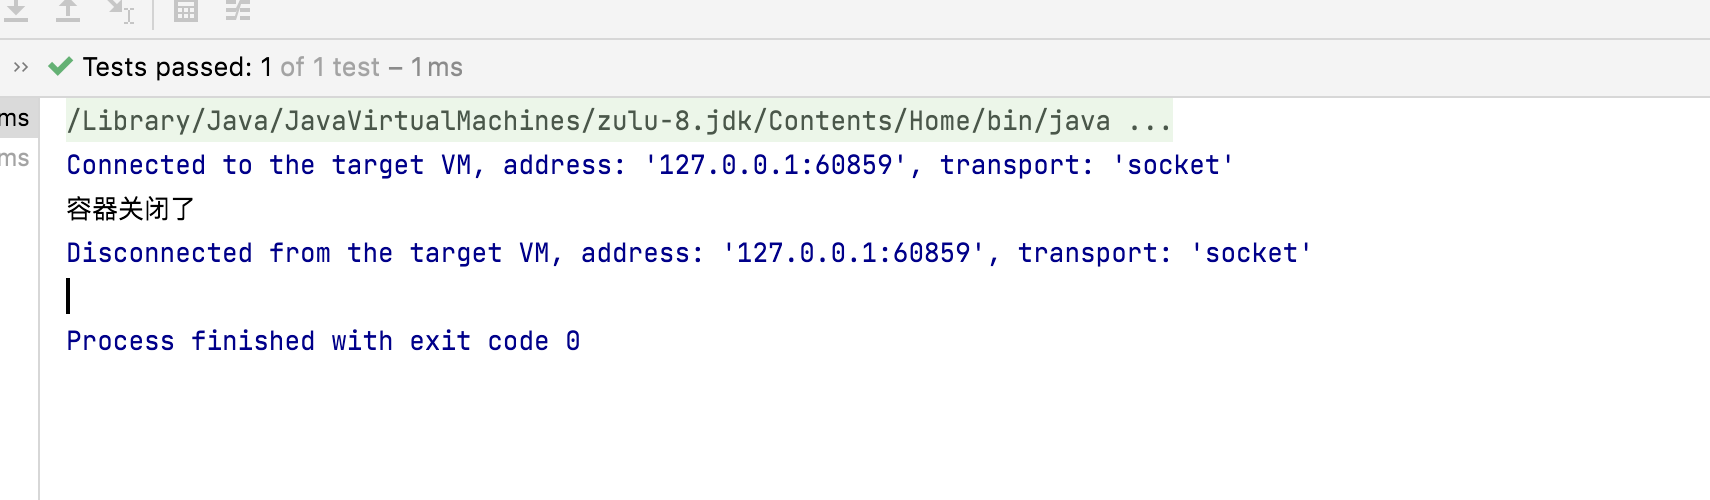 ›› Tests passed: 1 of 1 test – 1 ms
ms
/Library/Java/JavaVirtualMachines/zulu-8.jdk/Contents/Home/bin/java ...
Connected to the target VM, address: '127.0.0.1:60859', transport: 'socket'
ms
容器关闭了
Disconnected from the target VM, address: '127.0.0.1:60859', transport: 'socket'
Process finished with exit code 0